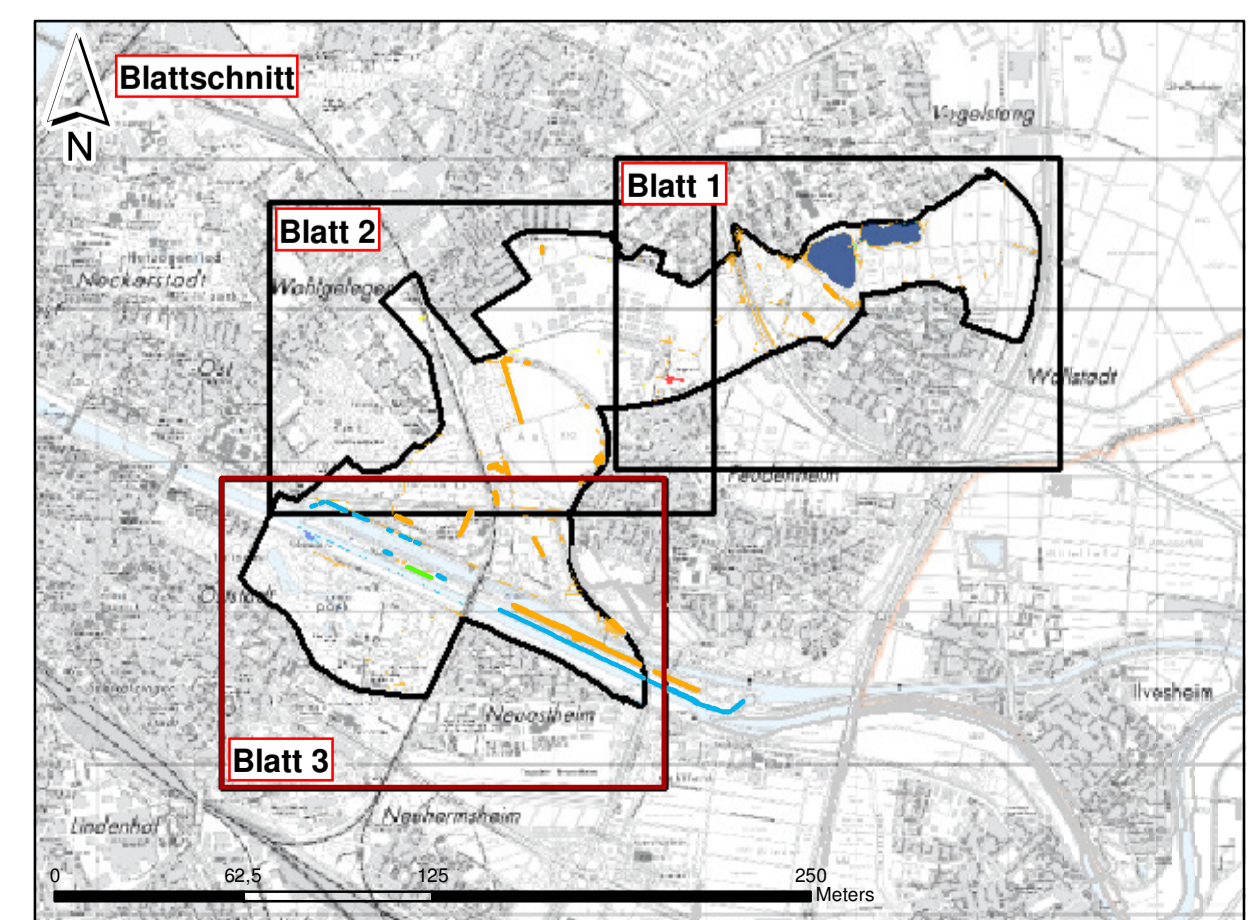 Blattschnitt
N
Vogelstang
Blatt 1
Blatt 2
Herzogenried
Neckarstadt
Wohlgelegen
Ost
Wallstadt
Feudenheim
Oststadt
Neuostheim
Ilvesheim
Blatt 3
Neuhermsheim
Lindenhof
0 62,5 125 250
Meters